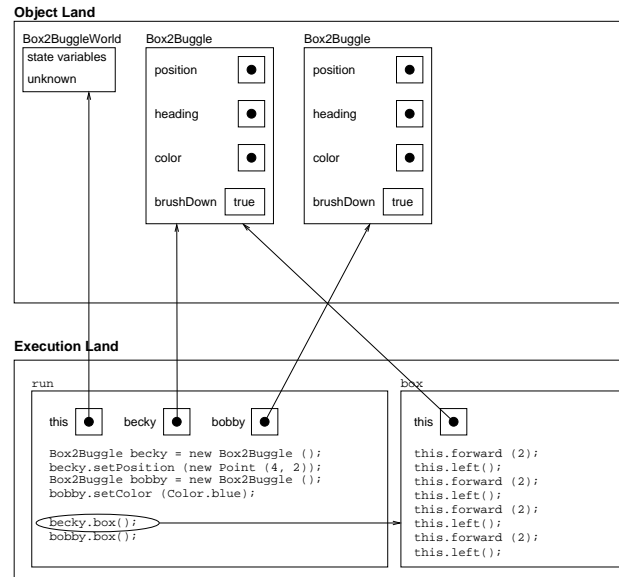 Object Land
Box2BuggleWorld
state variables
unknown
Box2Buggle
position
heading
color
brushDown true
Box2Buggle
position
heading
color
brushDown true
Execution Land
run
this becky bobby
Box2Buggle becky = new Box2Buggle ();
becky.setPosition (new Point (4, 2));
Box2Buggle bobby = new Box2Buggle ();
bobby.setColor (Color.blue);
becky.box();
bobby.box();
box
this
this.forward (2);
this.left();
this.forward (2);
this.left();
this.forward (2);
this.left();
this.forward (2);
this.left();